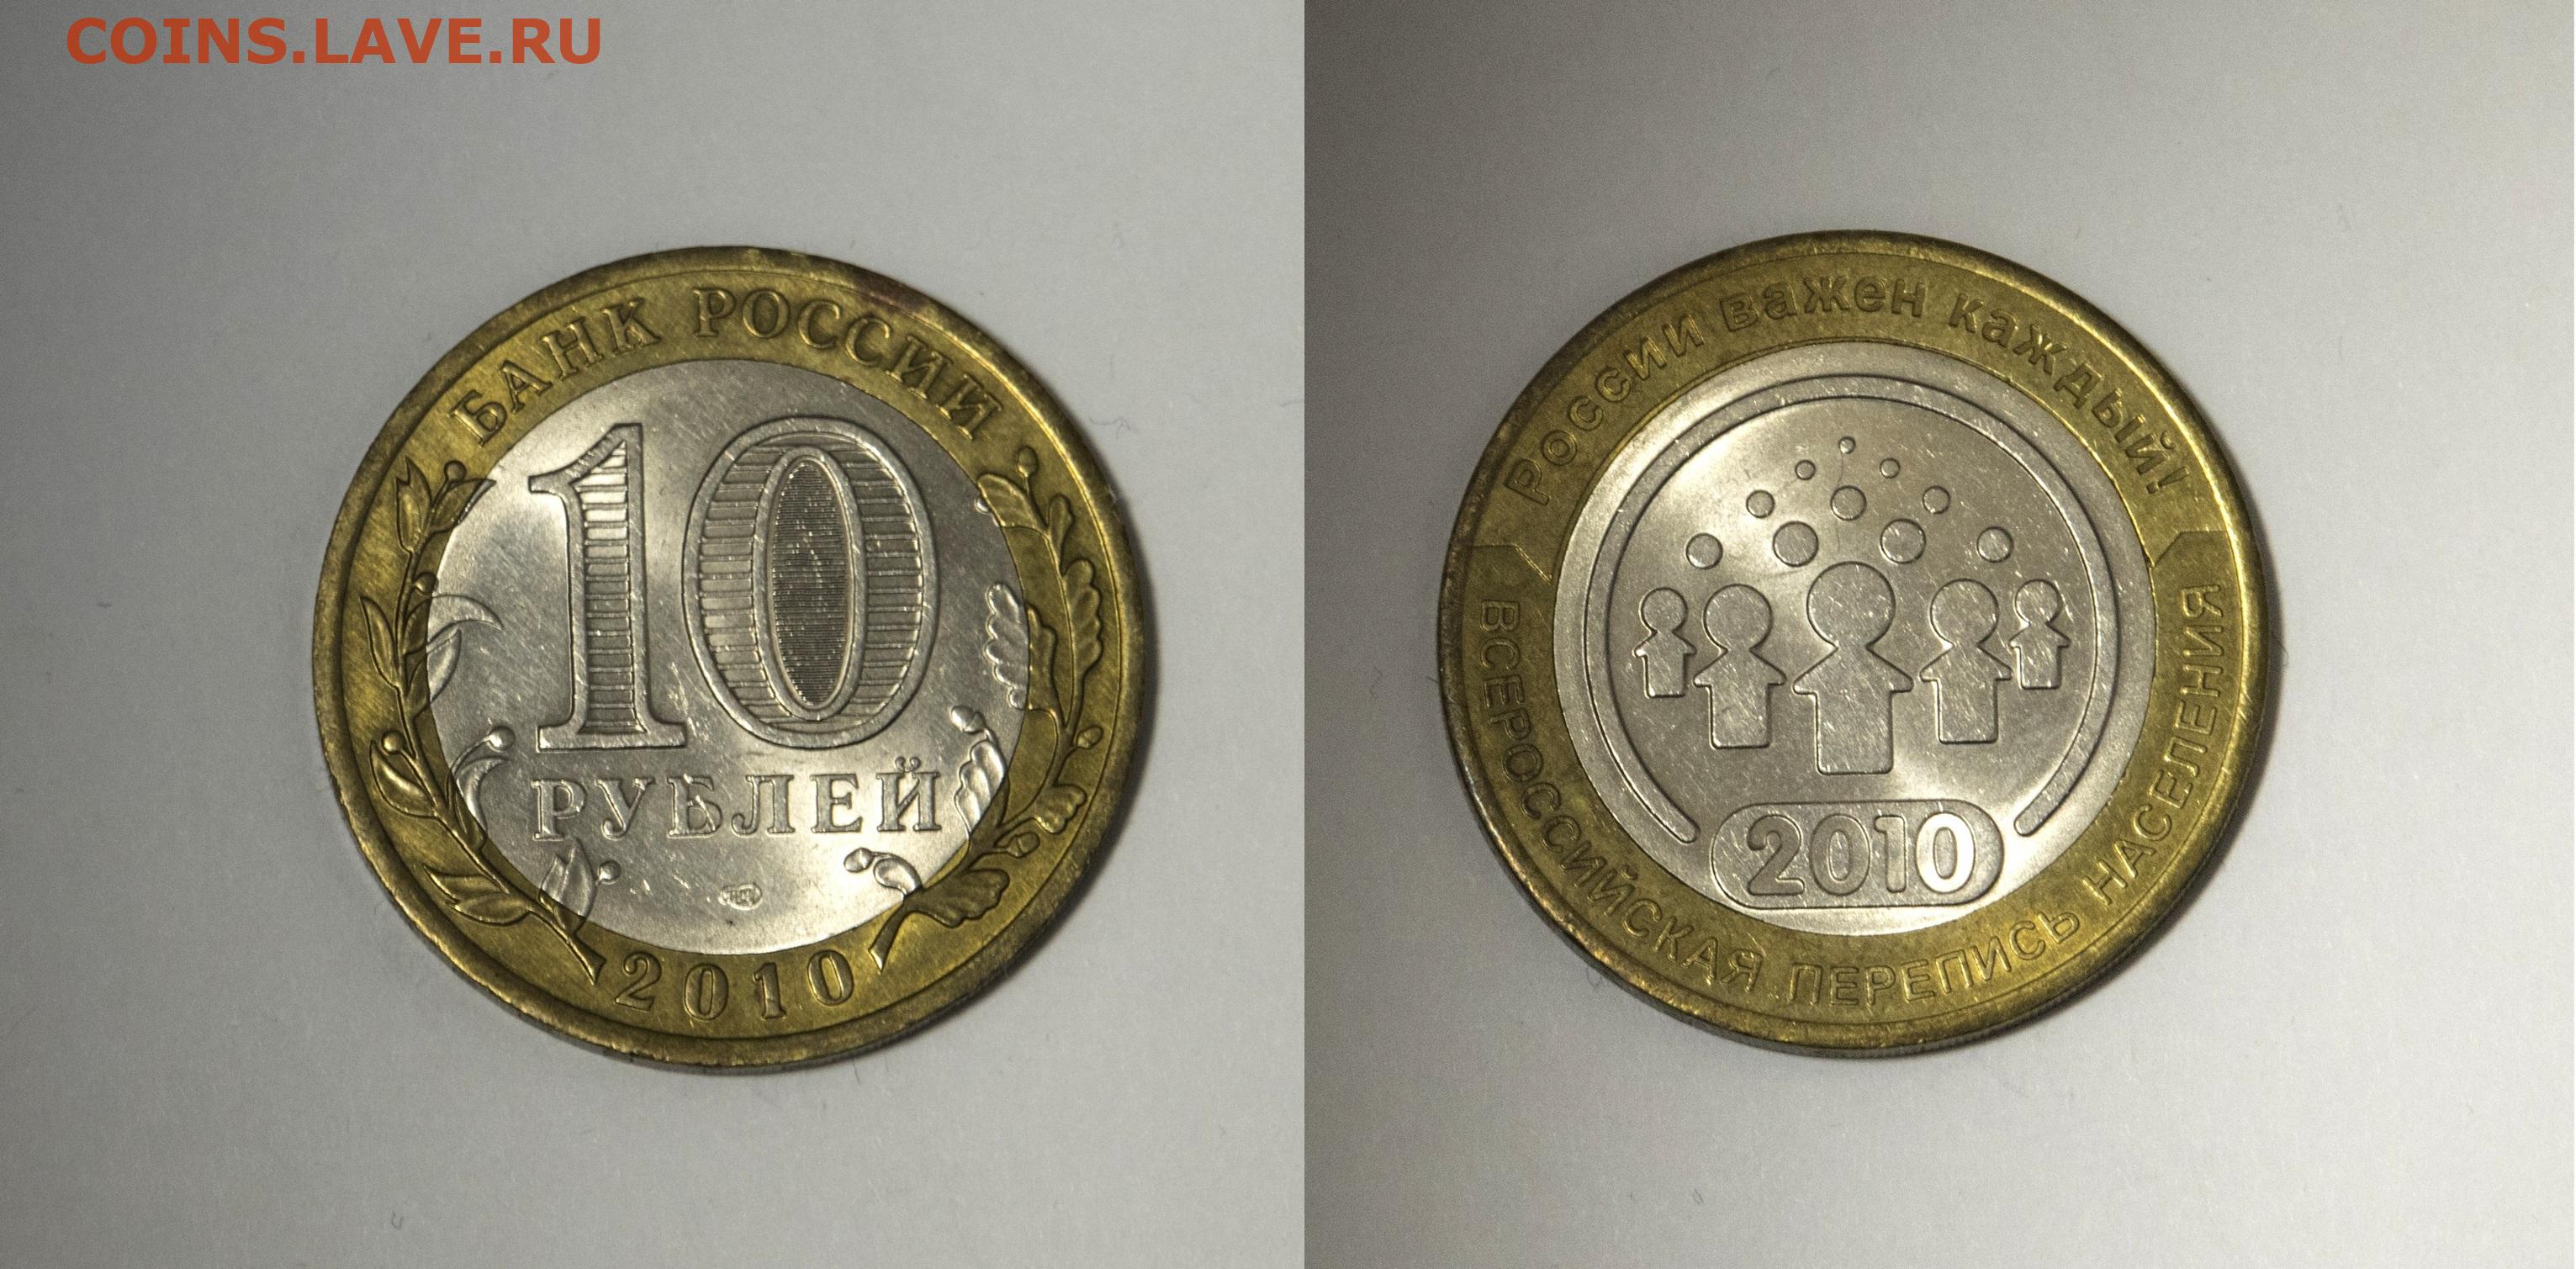 COINS.LAVE.RU
БАНК РОССИИ
10
РУБЛЕЙ
2010
России важен каждый!
2010
ВСЕРОССИЙСКАЯ ПЕРЕПИСЬ НАСЕЛЕНИЯ